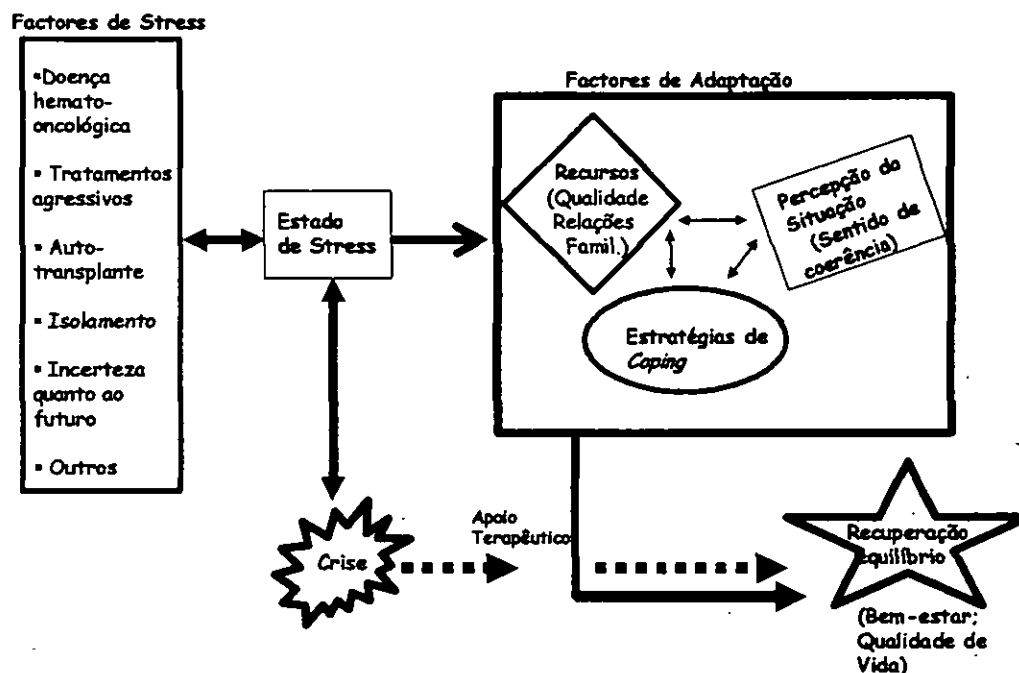 Factores de Stress
▪Doença
hemato-
oncológica
▪ Tratamentos
agressivos
▪ Auto-
transplante
▪ Isolamento
▪ Incerteza
quanto ao
futuro
▪ Outros
Estado
de Stress
Factores de Adaptação
Recursos
(Qualidade
Relações
Famil.)
Percepção da
Situação
(Sentido de
coerência)
Estratégias de
Coping
Crise
Apoio
Terapêutico
Recuperação
equilíbrio
(Bem-estar;
Qualidade de
Vida)